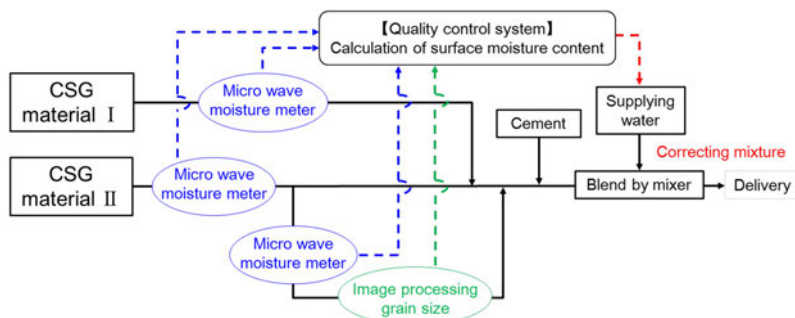 【Quality control system】
Calculation of surface moisture content
CSG
material Ⅰ
Micro wave
moisture meter
Cement
Supplying
water
Correcting mixture
CSG
material Ⅱ
Micro wave
moisture meter
Blend by mixer
Delivery
Micro wave
moisture meter
Image processing
grain size